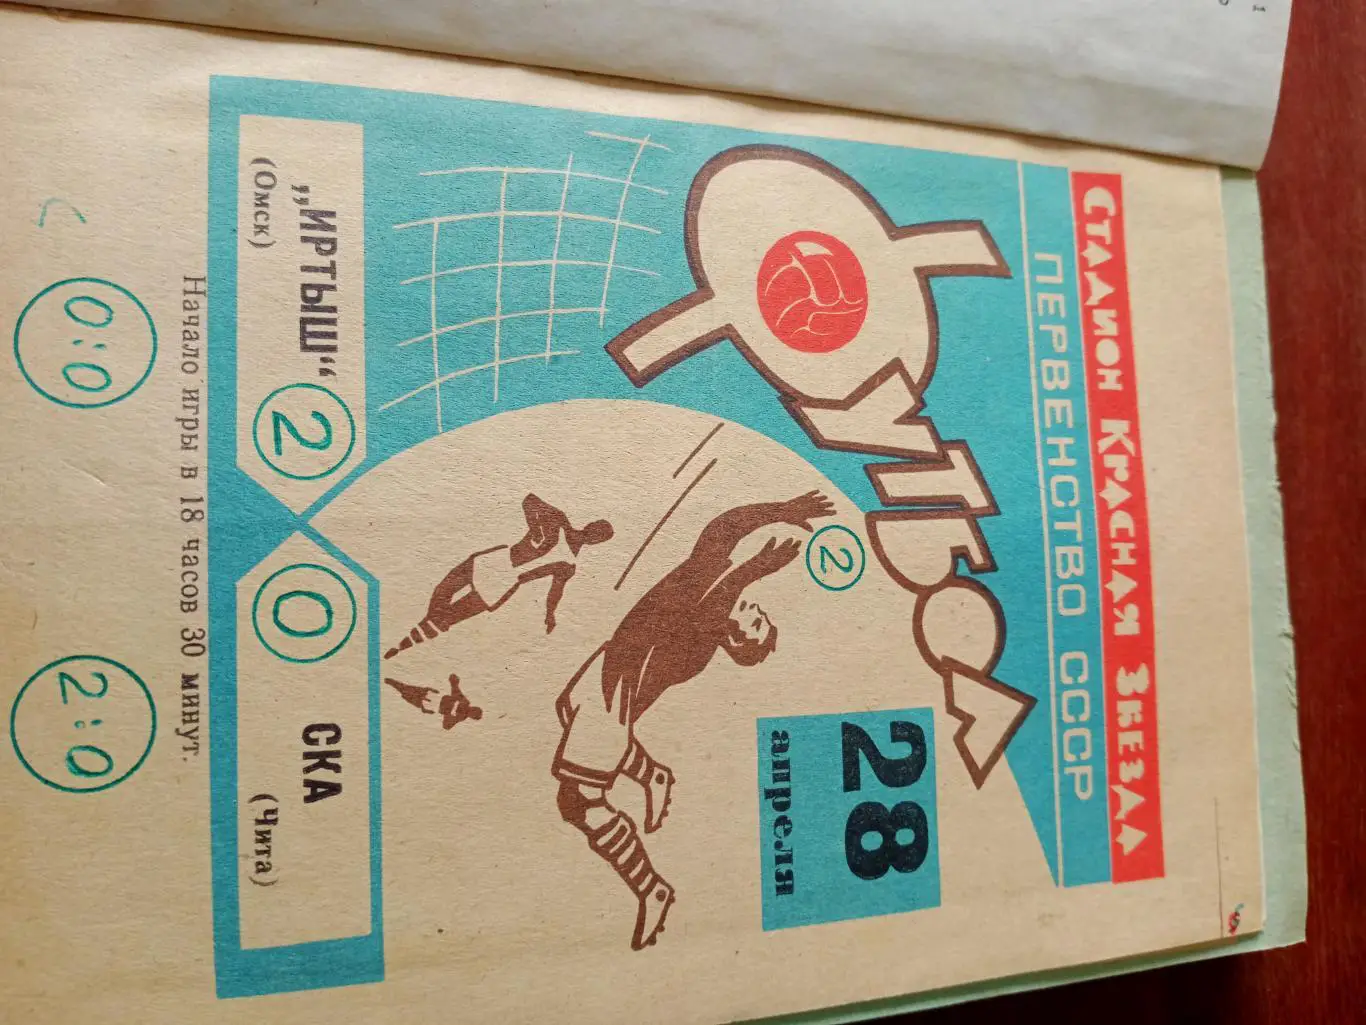 Стадион Красная Звезда
ПЕРВЕНСТВО СССР
ФУТБОЛ
28
апреля
2
„ИРТЫШ“
(Омск)
2
0
СКА
(Чита)
Начало игры в 18 часов 30 минут.
0:0
2:0